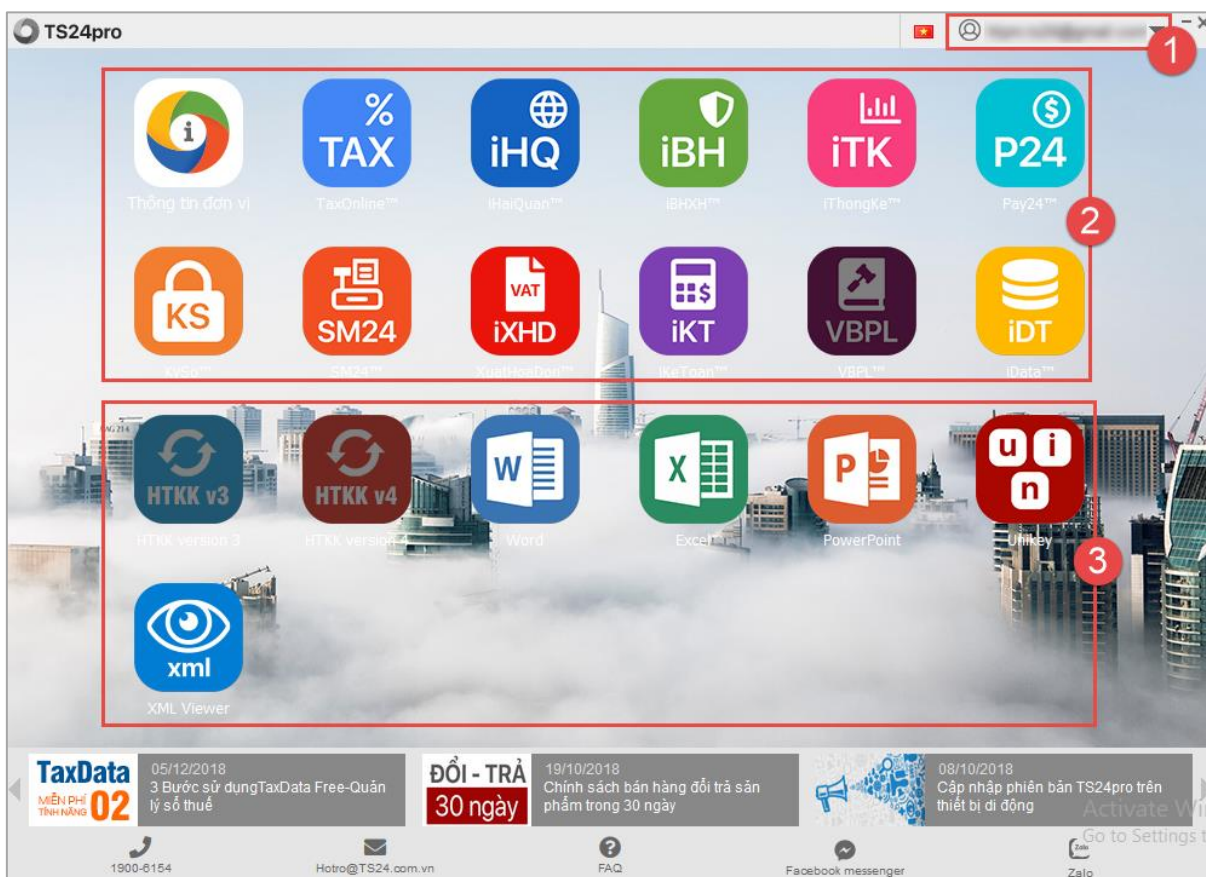 TS24pro
1
i
%
TAX
iHQ
iBH
iTK
$
P24
Thông tin đơn vị
TaxOnline™
iHaiQuan™
iBHXH™
iThongKe™
Pay24™
2
KS
SM24
VAT
iXHD
$
iKT
VBPL
iDT
KySo™
SM24™
XuatHoaDon™
iKeToan™
VBPL™
iData™
HTKK v3
HTKK v4
W
X
P
u i
n
HTKK version 3
HTKK version 4
Word
Excel
PowerPoint
Unikey
3
xml
XML Viewer
TaxData
MIỄN PHÍ
TÍNH NĂNG
02
05/12/2018
3 Bước sử dụngTaxData Free-Quản
lý sổ thuế
ĐỔI - TRẢ
30 ngày
19/10/2018
Chính sách bán hàng đổi trả sản
phẩm trong 30 ngày
08/10/2018
Cập nhập phiên bản TS24pro trên
thiết bị di động
Activate Wi
Go to Settings t
1900-6154
Hotro@TS24.com.vn
?
FAQ
Facebook messenger
Zalo
Zalo